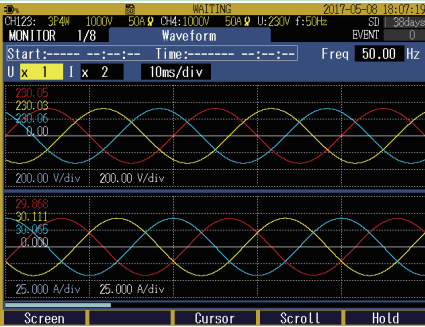 WAITING 2017-05-08 18:07:19
CH123: 3P4W 1000V 50A CH4:1000V 50A U:230V f:50Hz SD 38days
MONITOR 1/8 Waveform EVENT 0
Start:----- --:--:-- Time:------- --:--:-- Freq 50.00 Hz
U x 1 I x 2 10ms/div
230.05
230.03
230.06
0.00
200.00 V/div 200.00 V/div
29.868
30.111
30.065
0.000
25.000 A/div 25.000 A/div
Screen Cursor Scroll Hold